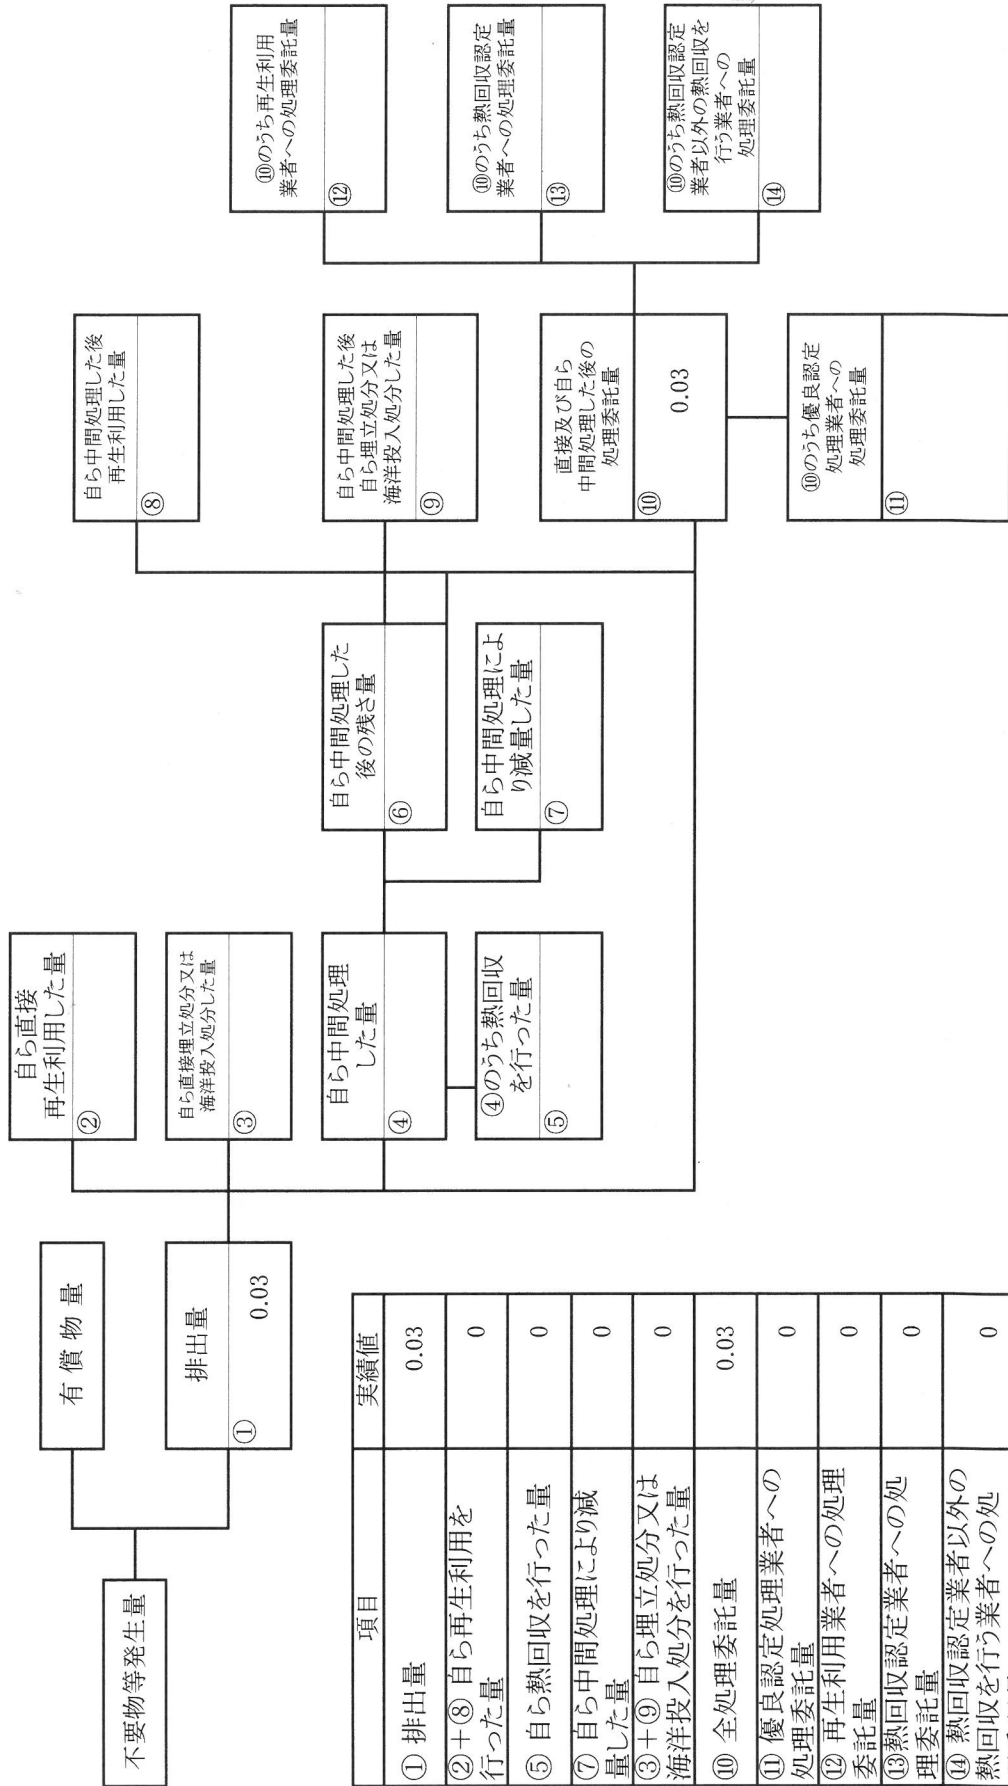 不要物等発生量
有償物量
排出量
①
0.03
自ら直接
再生利用した量
②
自ら直接埋立処分又は
海洋投入処分した量
③
自ら中間処理
した量
④
④のうち熱回収
を行った量
⑤
自ら中間処理した
後の残さ量
⑥
自ら中間処理によ
り減量した量
⑦
自ら中間処理した後
再生利用した量
⑧
自ら中間処理した後
自ら埋立処分又は
海洋投入処分した量
⑨
直接及び自ら
中間処理した後の
処理委託量
⑩
0.03
⑩のうち優良認定
処理業者への
処理委託量
⑪
⑩のうち再生利用
業者への処理委託量
⑫
⑩のうち熱回収認定
業者への処理委託量
⑬
⑩のうち熱回収認定
業者以外の熱回収を
行う業者への
処理委託量
⑭
項目 実績値
① 排出量 0.03
②+⑧ 自ら再生利用を
行った量 0
⑤ 自ら熱回収を行った量 0
⑦ 自ら中間処理により減
量した量 0
③+⑨ 自ら埋立処分又は
海洋投入処分を行った量 0
⑩ 全処理委託量 0.03
⑪ 優良認定処理業者への
処理委託量 0
⑫ 再生利用業者への処理
委託量 0
⑬熱回収認定業者への処
理委託量 0
⑭ 熱回収認定業者以外の
熱回収を行う業者への処 0